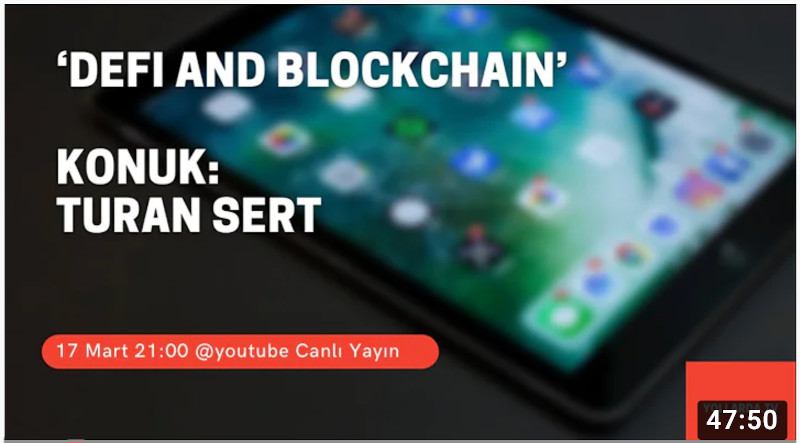 ‘DEFI AND BLOCKCHAIN’
KONUK:
TURAN SERT
17 Mart 21:00 @youtube Canlı Yayın
47:50